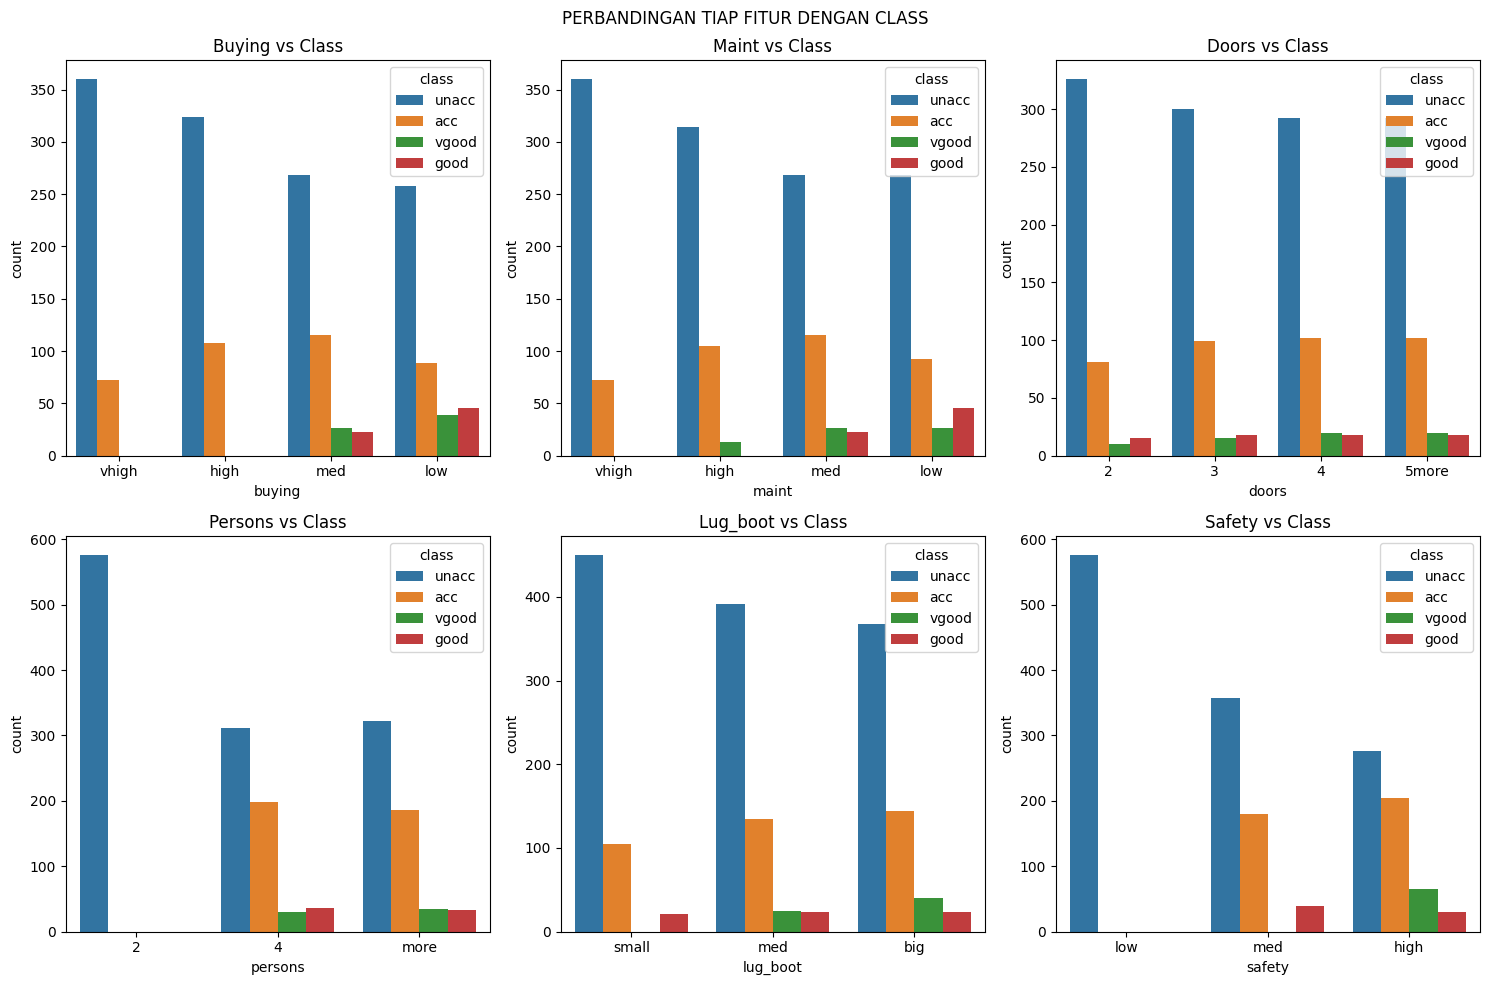 PERBANDINGAN TIAP FITUR DENGAN CLASS
Buying vs Class
count
350
300
250
200
150
100
50
0
class
unacc
acc
vgood
good
vhigh high med low
buying
Maint vs Class
count
350
300
250
200
150
100
50
0
class
unacc
acc
vgood
good
vhigh high med low
maint
Doors vs Class
count
300
250
200
150
100
50
0
class
unacc
acc
vgood
good
2 3 4 5more
doors
Persons vs Class
count
600
500
400
300
200
100
0
class
unacc
acc
vgood
good
2 4 more
persons
Lug_boot vs Class
count
400
300
200
100
0
class
unacc
acc
vgood
good
small med big
lug_boot
Safety vs Class
count
600
500
400
300
200
100
0
class
unacc
acc
vgood
good
low med high
safety